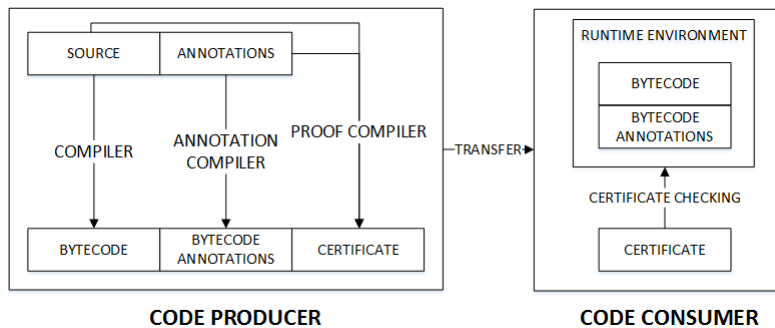 SOURCE
ANNOTATIONS
COMPILER
ANNOTATION
COMPILER
PROOF COMPILER
BYTECODE
BYTECODE
ANNOTATIONS
CERTIFICATE
CODE PRODUCER
TRANSFER
RUNTIME ENVIRONMENT
BYTECODE
BYTECODE
ANNOTATIONS
CERTIFICATE CHECKING
CERTIFICATE
CODE CONSUMER